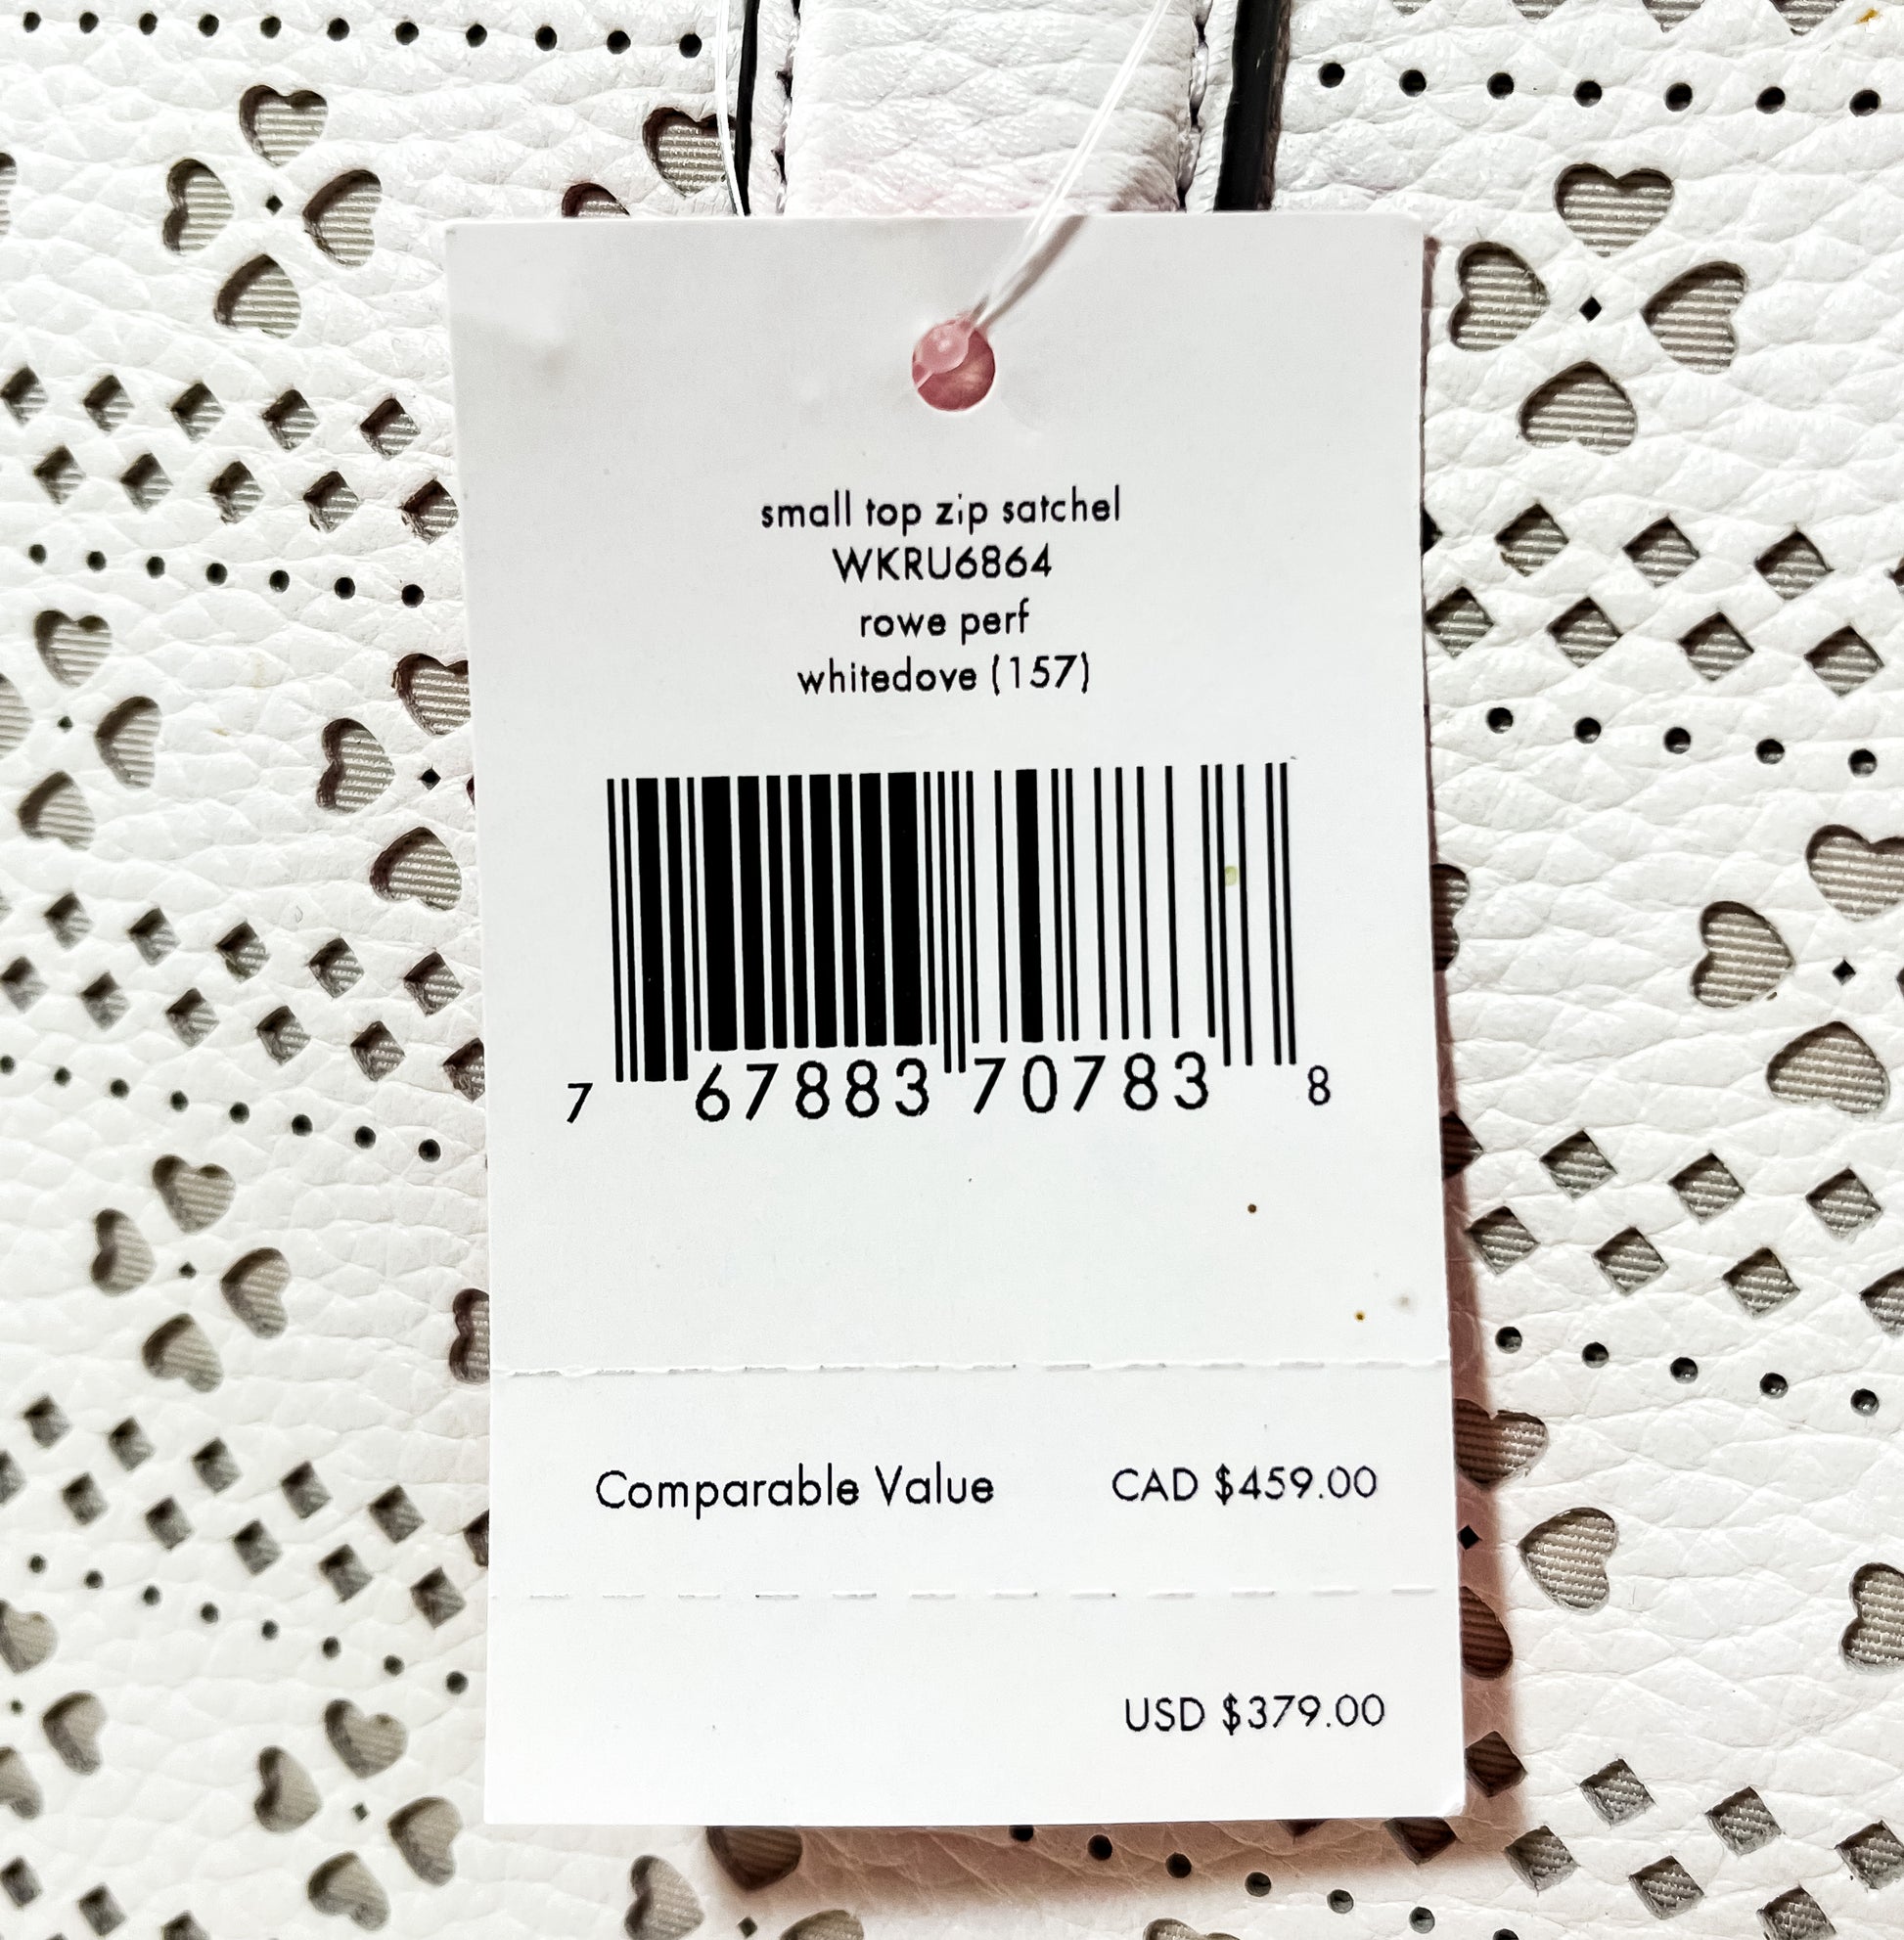 small top zip satchel
WKRU6864
rowe perf
whitedove (157)
7 67883 70783 8
Comparable Value CAD $459.00
USD $379.00